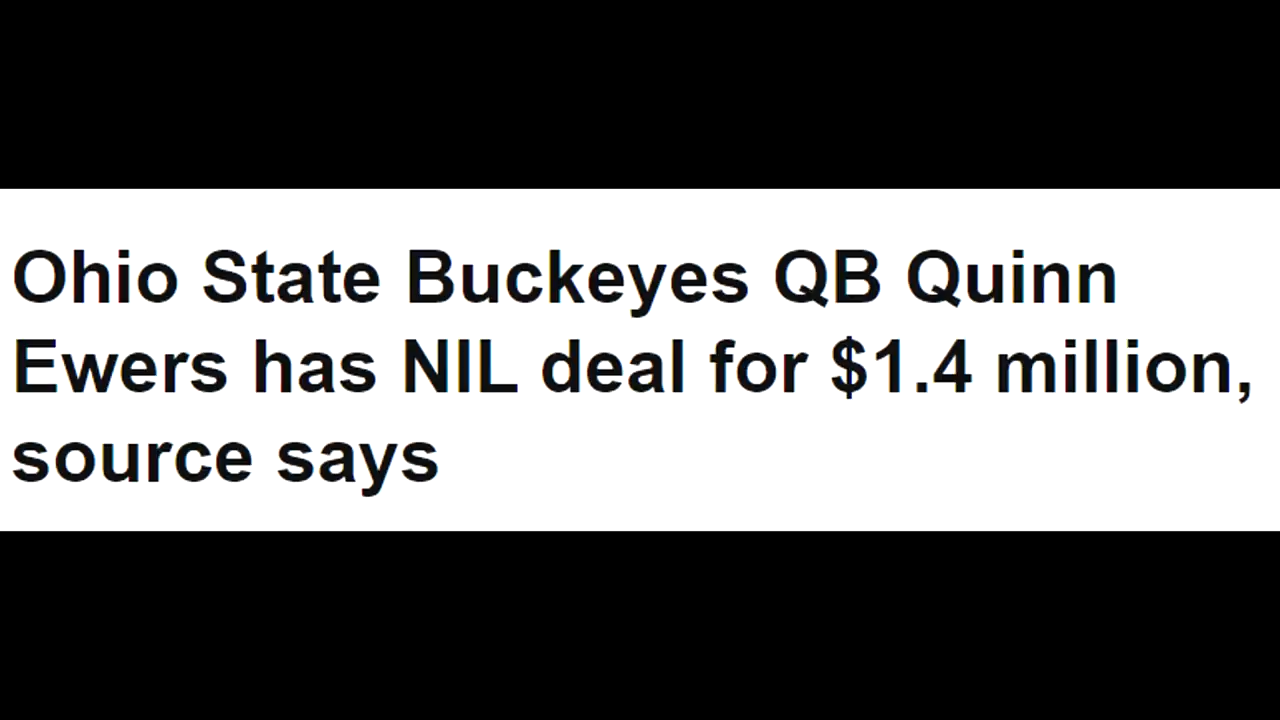 Ohio State Buckeyes QB Quinn
Ewers has NIL deal for $1.4 million,
source says